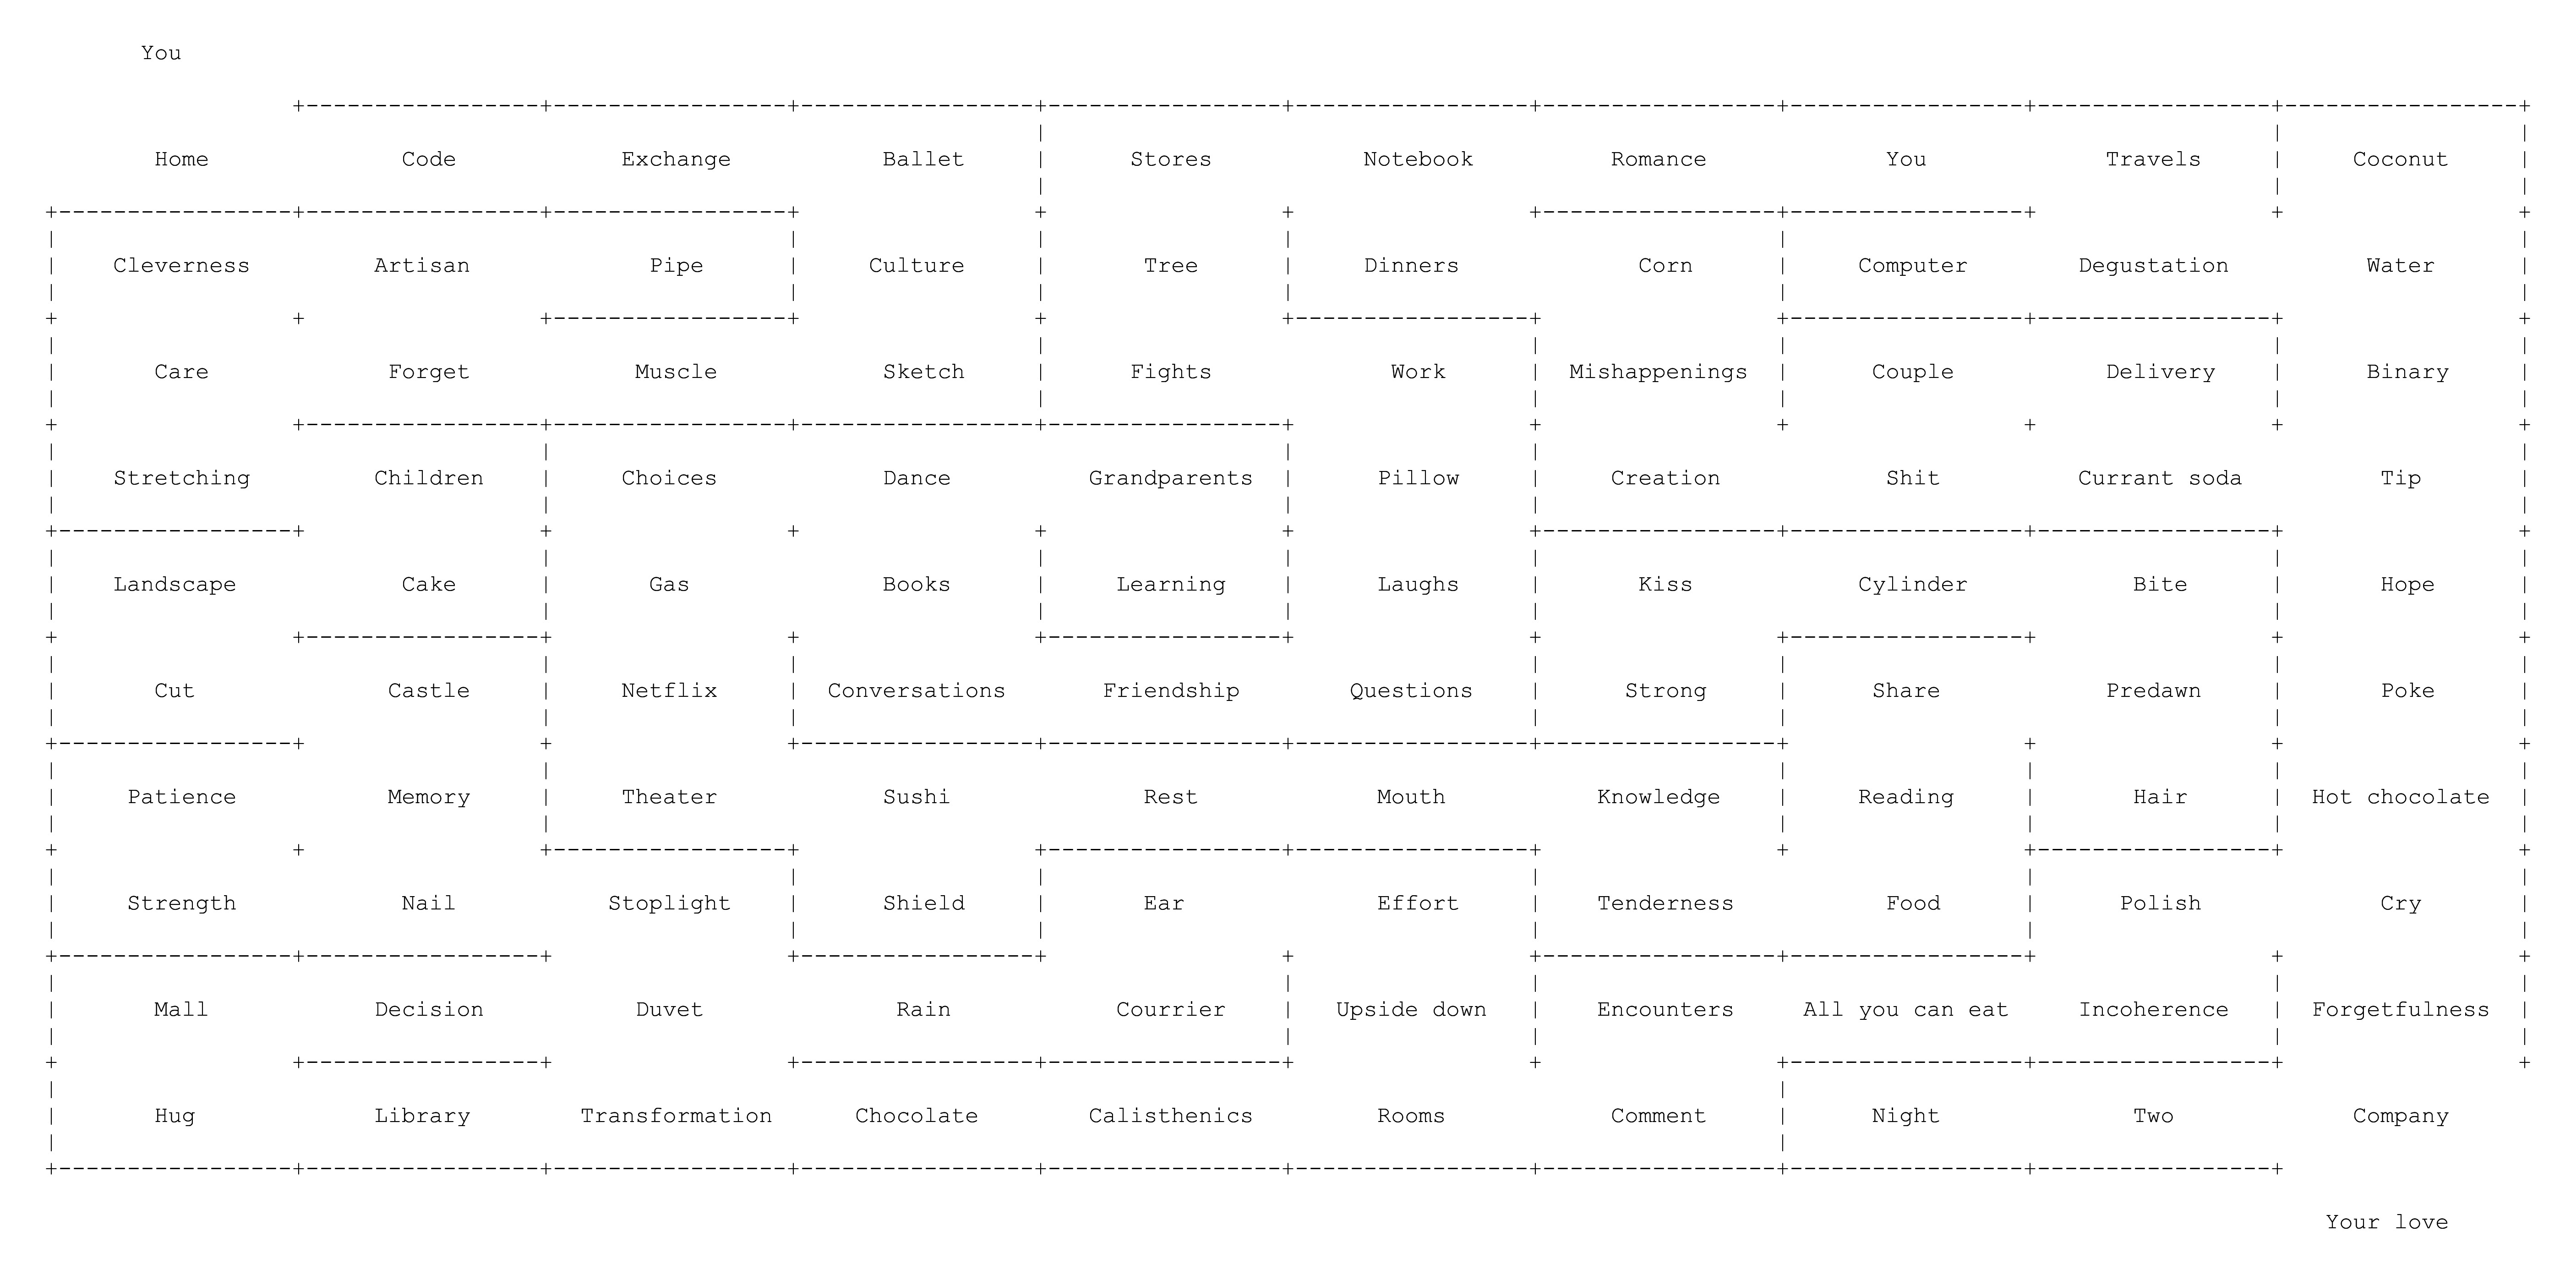 You
Home Code Exchange Ballet Stores Notebook Romance You Travels Coconut
Cleverness Artisan Pipe Culture Tree Dinners Corn Computer Degustation Water
Care Forget Muscle Sketch Fights Work Mishappenings Couple Delivery Binary
Stretching Children Choices Dance Grandparents Pillow Creation Shit Currant soda Tip
Landscape Cake Gas Books Learning Laughs Kiss Cylinder Bite Hope
Cut Castle Netflix Conversations Friendship Questions Strong Share Predawn Poke
Patience Memory Theater Sushi Rest Mouth Knowledge Reading Hair Hot chocolate
Strength Nail Stoplight Shield Ear Effort Tenderness Food Polish Cry
Mall Decision Duvet Rain Courrier Upside down Encounters All you can eat Incoherence Forgetfulness
Hug Library Transformation Chocolate Calisthenics Rooms Comment Night Two Company
Your love